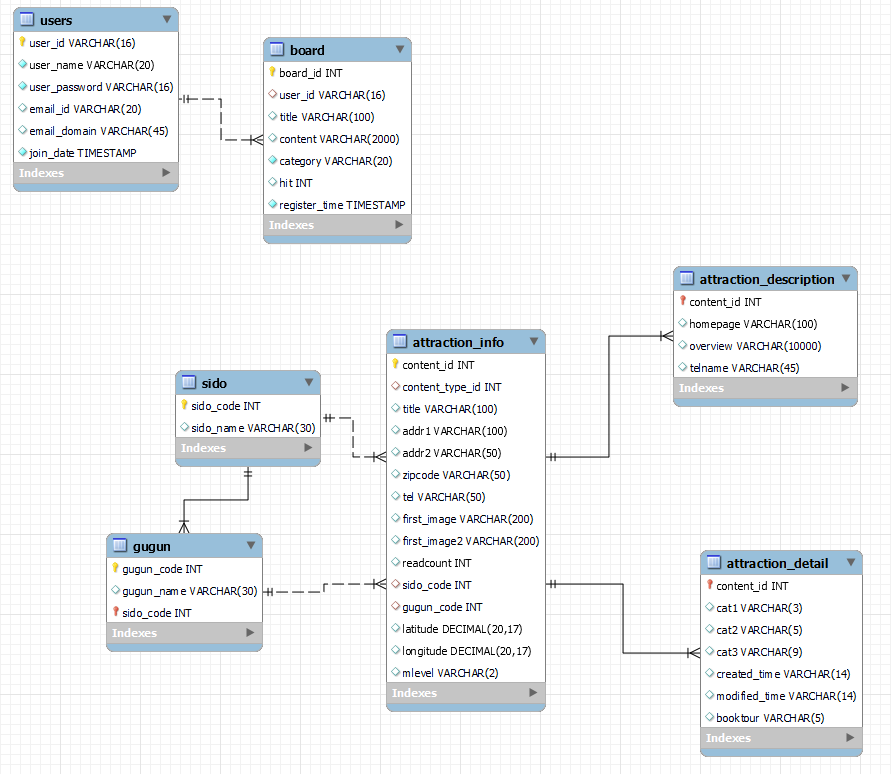 users
user_id VARCHAR(16)
user_name VARCHAR(20)
user_password VARCHAR(16)
email_id VARCHAR(20)
email_domain VARCHAR(45)
join_date TIMESTAMP
Indexes
board
board_id INT
user_id VARCHAR(16)
title VARCHAR(100)
content VARCHAR(2000)
category VARCHAR(20)
hit INT
register_time TIMESTAMP
Indexes
attraction_description
content_id INT
homepage VARCHAR(100)
overview VARCHAR(10000)
telname VARCHAR(45)
Indexes
attraction_info
content_id INT
content_type_id INT
title VARCHAR(100)
addr1 VARCHAR(100)
addr2 VARCHAR(50)
zipcode VARCHAR(50)
tel VARCHAR(50)
first_image VARCHAR(200)
first_image2 VARCHAR(200)
readcount INT
sido_code INT
gugun_code INT
latitude DECIMAL(20,17)
longitude DECIMAL(20,17)
mlevel VARCHAR(2)
Indexes
sido
sido_code INT
sido_name VARCHAR(30)
Indexes
gugun
gugun_code INT
gugun_name VARCHAR(30)
sido_code INT
Indexes
attraction_detail
content_id INT
cat1 VARCHAR(3)
cat2 VARCHAR(5)
cat3 VARCHAR(9)
created_time VARCHAR(14)
modified_time VARCHAR(14)
booktour VARCHAR(5)
Indexes